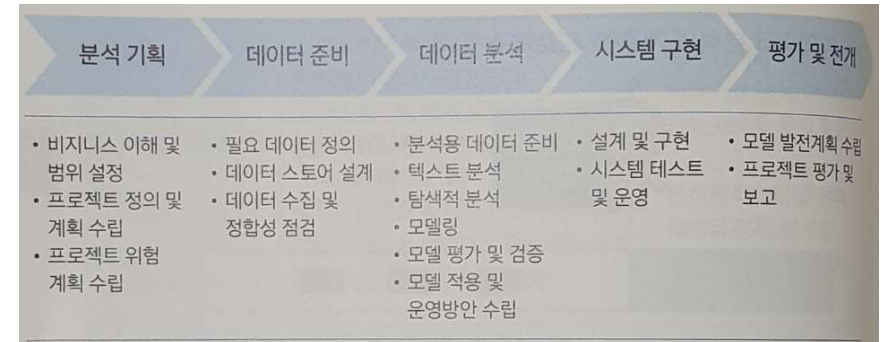 분석 기획
데이터 준비
데이터 분석
시스템 구현
평가 및 전개
• 비지니스 이해 및
범위 설정
• 프로젝트 정의 및
계획 수립
• 프로젝트 위험
계획 수립
• 필요 데이터 정의
• 데이터 스토어 설계
• 데이터 수집 및
정합성 점검
• 분석용 데이터 준비
• 텍스트 분석
• 탐색적 분석
• 모델링
• 모델 평가 및 검증
• 모델 적용 및
운영방안 수립
• 설계 및 구현
• 시스템 테스트
및 운영
• 모델 발전계획 수립
• 프로젝트 평가 및
보고